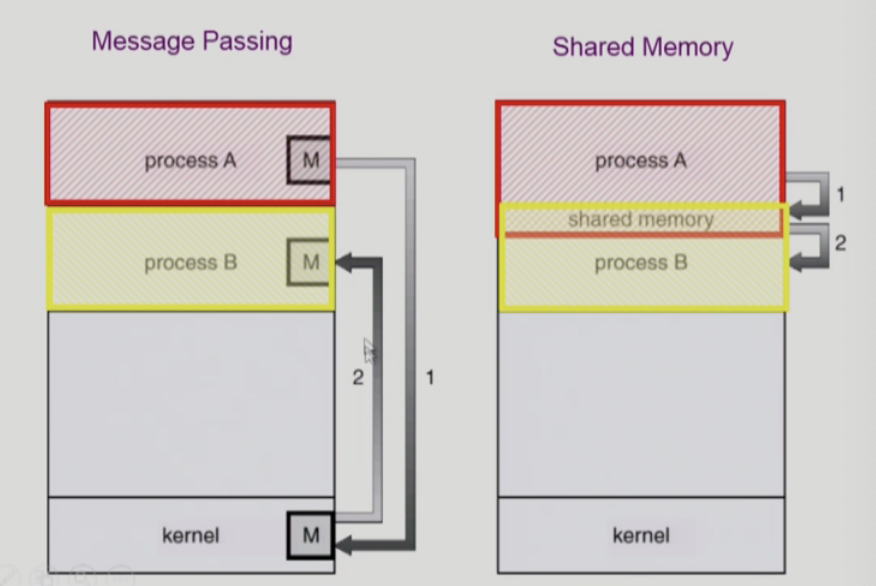 Message Passing
process A
M
process B
M
2
1
kernel
M
Shared Memory
process A
1
shared memory
2
process B
kernel